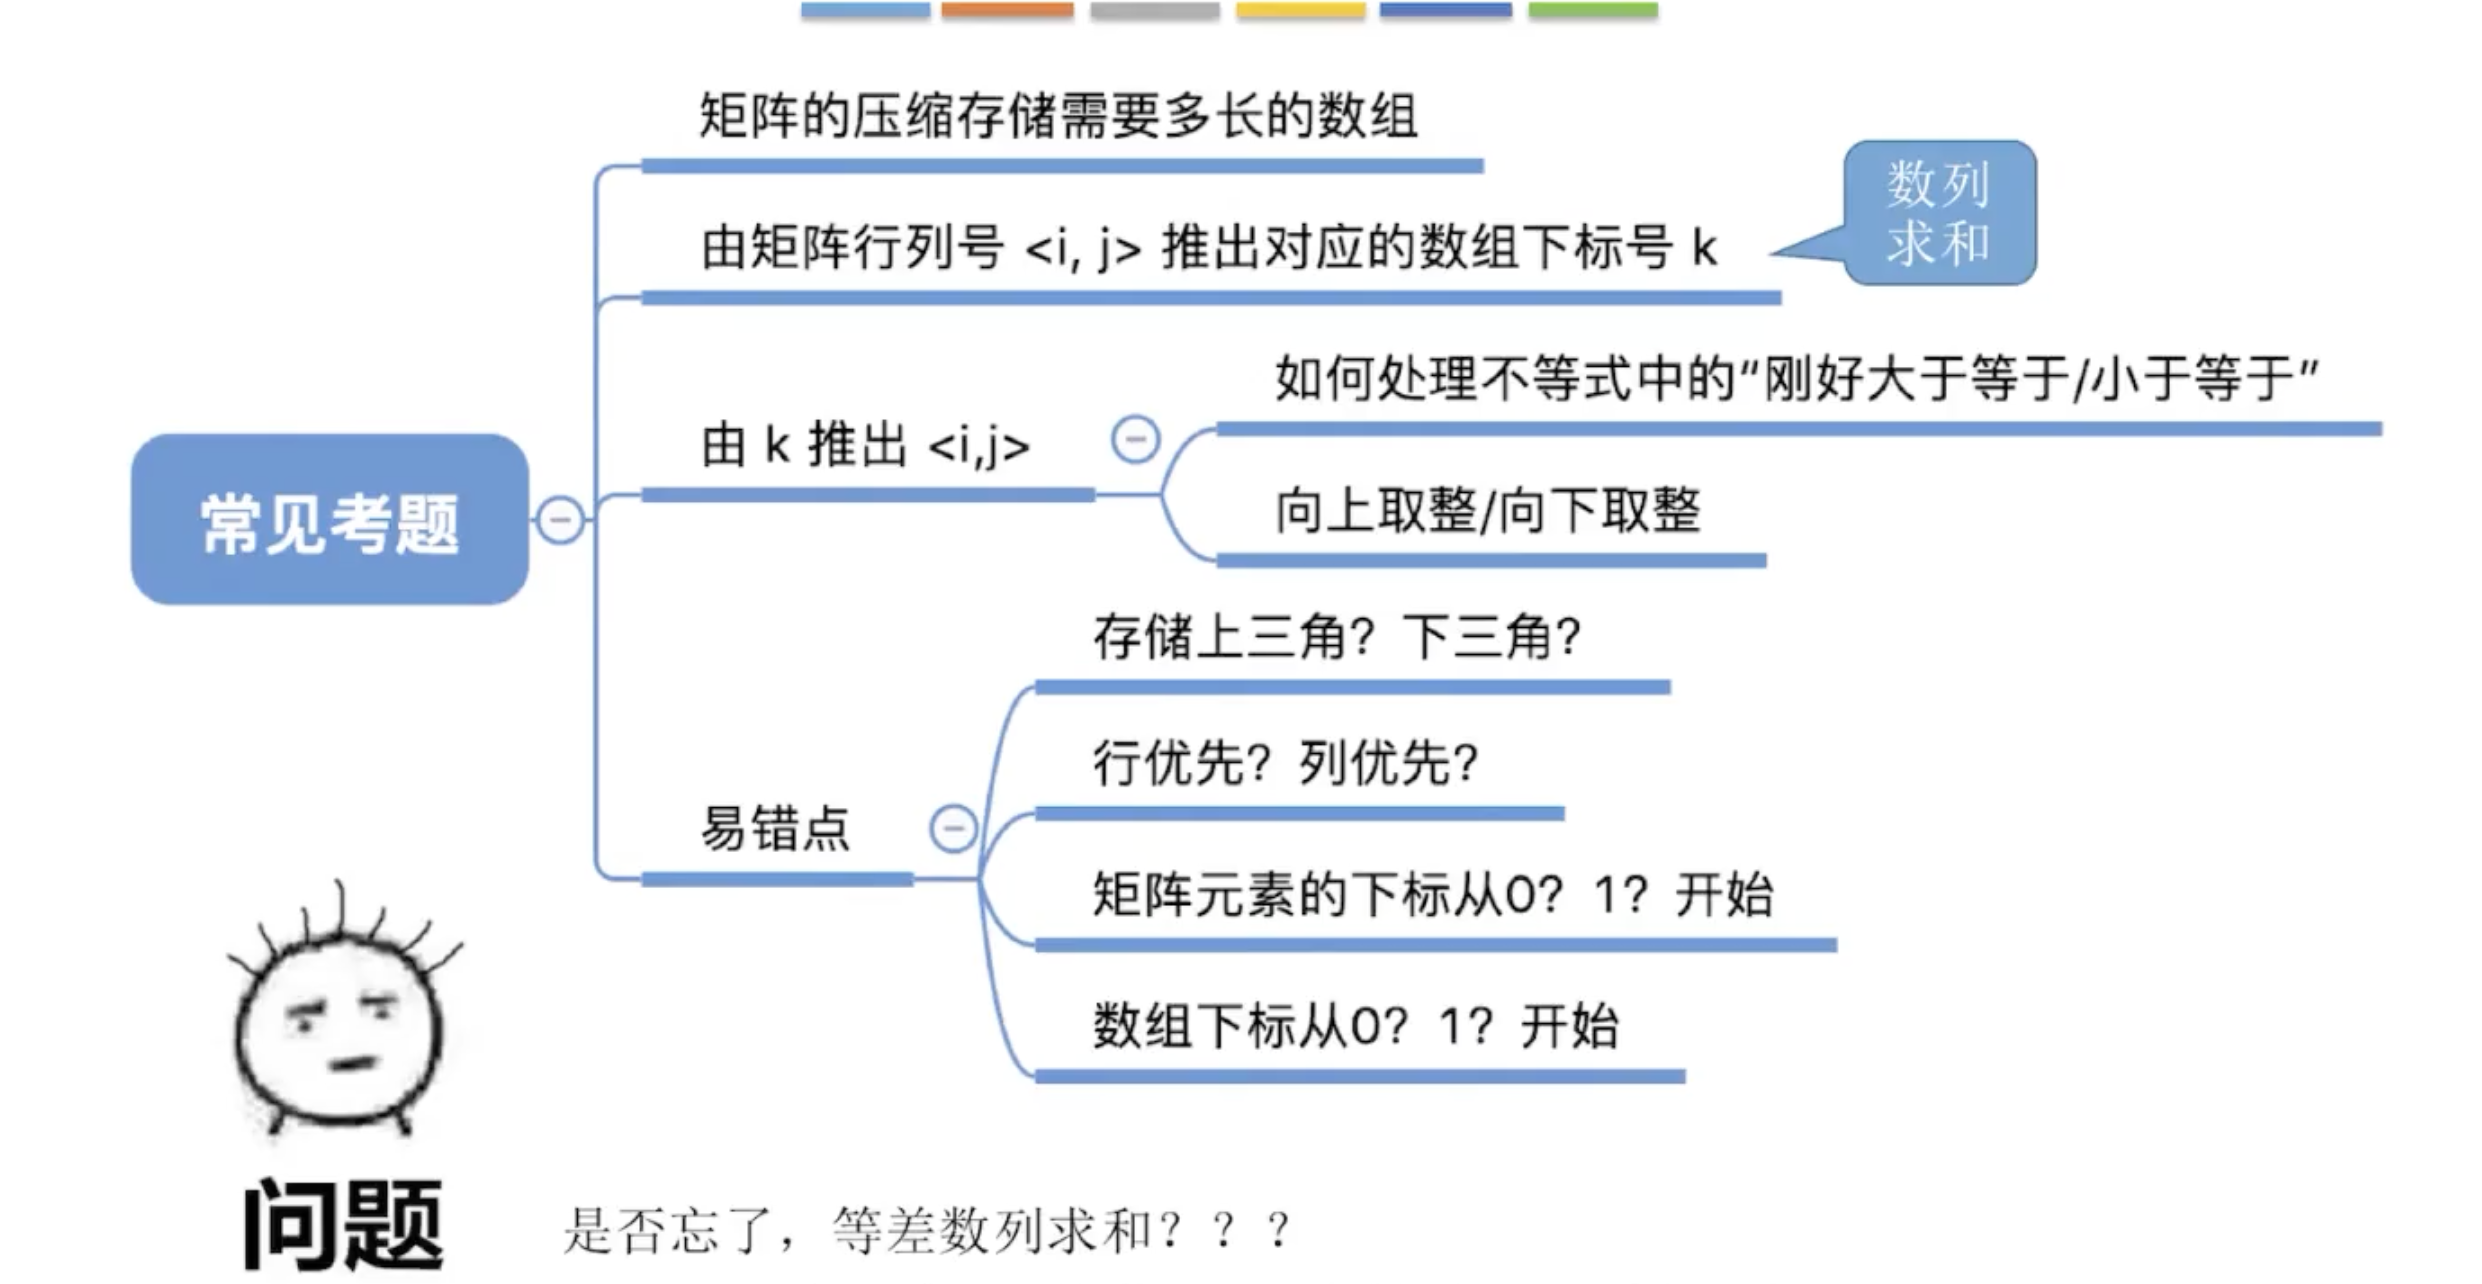 矩阵的压缩存储需要多长的数组
数列
求和
由矩阵行列号 <i, j> 推出对应的数组下标号 k
如何处理不等式中的“刚好大于等于/小于等于”
由 k 推出 <i,j>
向上取整/向下取整
常见考题
存储上三角？下三角？
行优先？列优先？
易错点
矩阵元素的下标从0？1？开始
数组下标从0？1？开始
问题
是否忘了，等差数列求和？？？